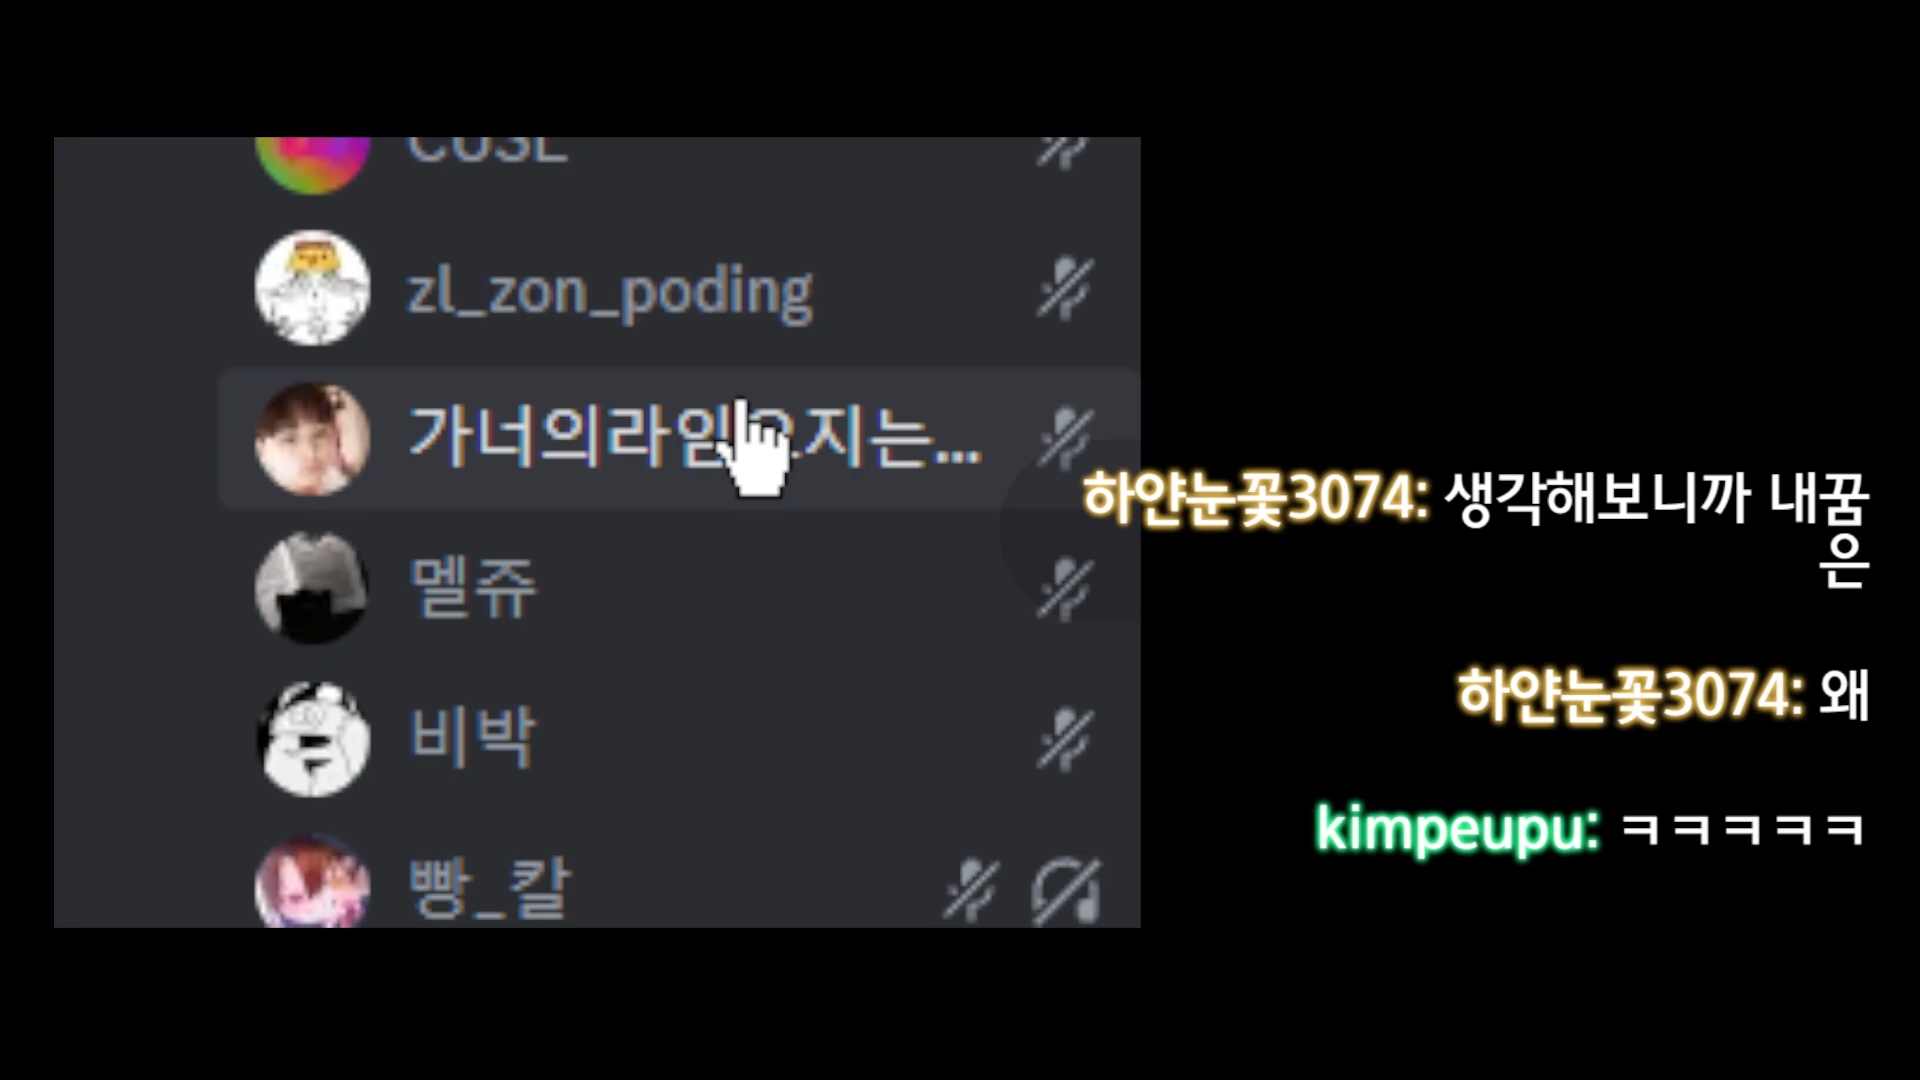 zl_zon_poding
멜쥬
비박
빵_칼
하얀눈꽃3074: 생각해보니까 내꿈
은
하얀눈꽃3074: 왜
kimpeupu: ㅋㅋㅋㅋㅋ